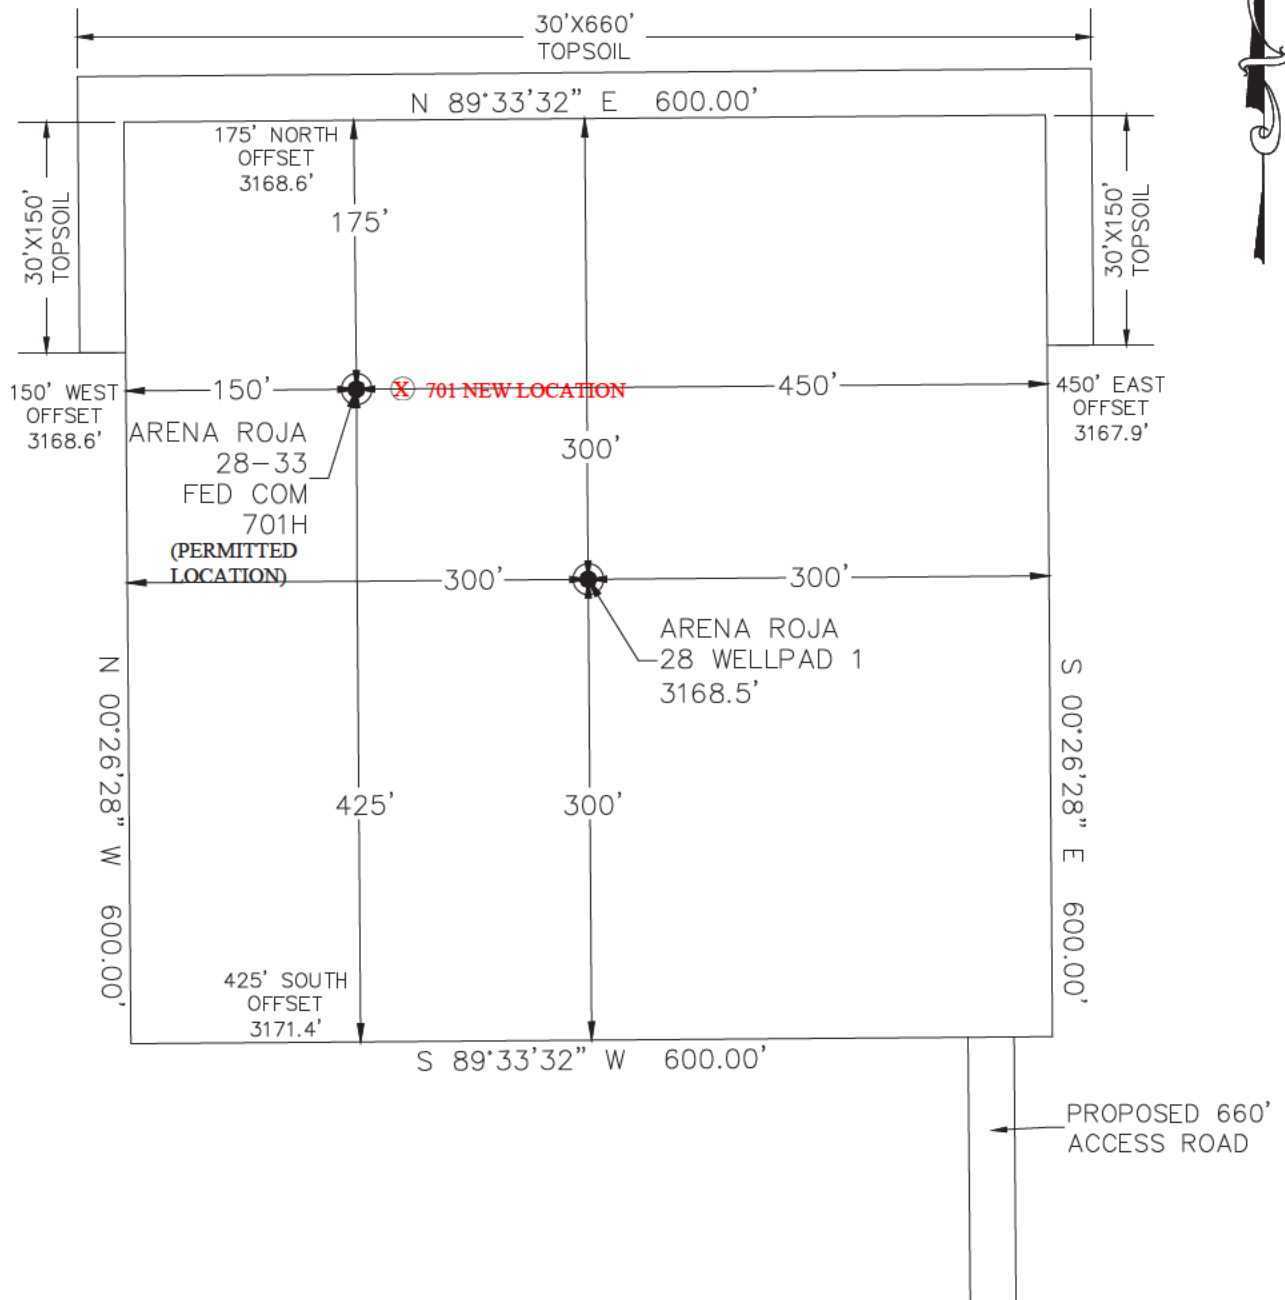 30'X660'
TOPSOIL
N 89°33'32" E 600.00'
175' NORTH
OFFSET
3168.6'
30'X150'
TOPSOIL
175'
30'X150'
TOPSOIL
150' WEST
OFFSET
3168.6'
150'
X 701 NEW LOCATION
450'
450' EAST
OFFSET
3167.9'
ARENA ROJA
28-33
FED COM
701H
(PERMITTED
LOCATION)
300'
300'
300'
ARENA ROJA
28 WELLPAD 1
3168.5'
N 00°26'28" W 600.00'
S 00°26'28" E 600.00'
425'
300'
425' SOUTH
OFFSET
3171.4'
S 89°33'32" W 600.00'
PROPOSED 660'
ACCESS ROAD